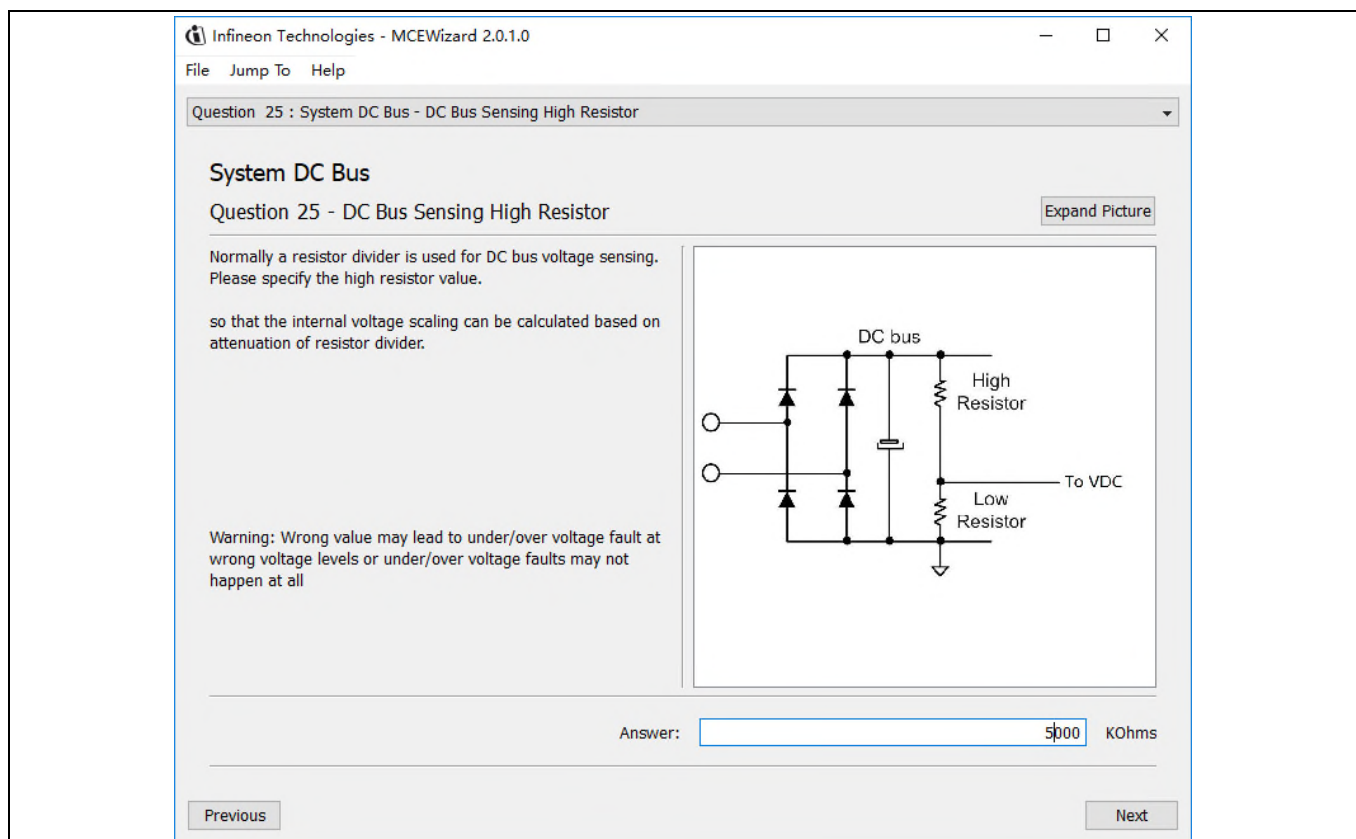 Infineon Technologies - MCEWizard 2.0.1.0
File Jump To Help
Question 25 : System DC Bus - DC Bus Sensing High Resistor
System DC Bus
Question 25 - DC Bus Sensing High Resistor
Expand Picture
Normally a resistor divider is used for DC bus voltage sensing.
Please specify the high resistor value.
so that the internal voltage scaling can be calculated based on
attenuation of resistor divider.
Warning: Wrong value may lead to under/over voltage fault at
wrong voltage levels or under/over voltage faults may not
happen at all
DC bus
High
Resistor
To VDC
Low
Resistor
Answer:
5000
KOhms
Previous
Next